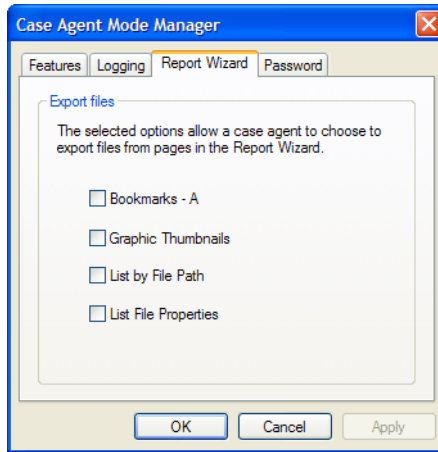 Case Agent Mode Manager
Features Logging Report Wizard Password
Export files
The selected options allow a case agent to choose to
export files from pages in the Report Wizard.
Bookmarks - A
Graphic Thumbnails
List by File Path
List File Properties
OK Cancel Apply